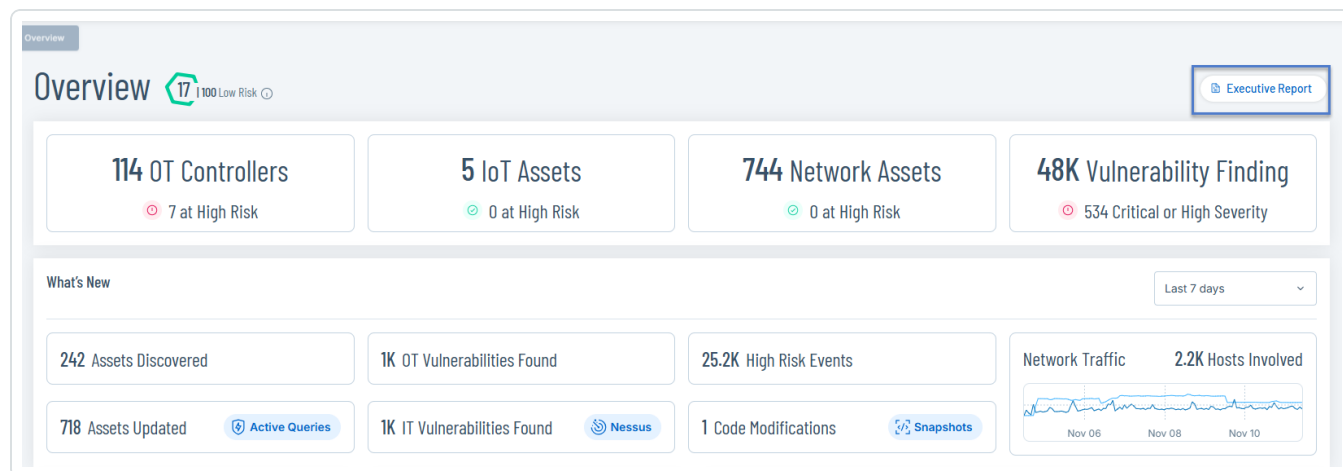 Overview
Overview 17 | 100 Low Risk
Executive Report
114 OT Controllers
7 at High Risk
5 IoT Assets
0 at High Risk
744 Network Assets
0 at High Risk
48K Vulnerability Finding
534 Critical or High Severity
What's New
Last 7 days
242 Assets Discovered
1K OT Vulnerabilities Found
25.2K High Risk Events
Network Traffic 2.2K Hosts Involved
718 Assets Updated Active Queries
1K IT Vulnerabilities Found Nessus
1 Code Modifications Snapshots
Nov 06 Nov 08 Nov 10